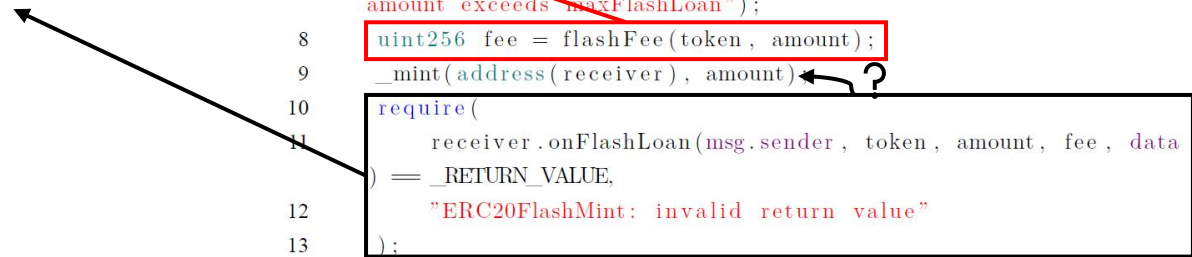 amount exceeds maxFlashLoan");
8 uint256 fee = flashFee(token, amount);
9 _mint(address(receiver), amount); ?
10 require(
11 receiver.onFlashLoan(msg.sender, token, amount, fee, data
) == _RETURN_VALUE,
12 "ERC20FlashMint: invalid return value"
13 );